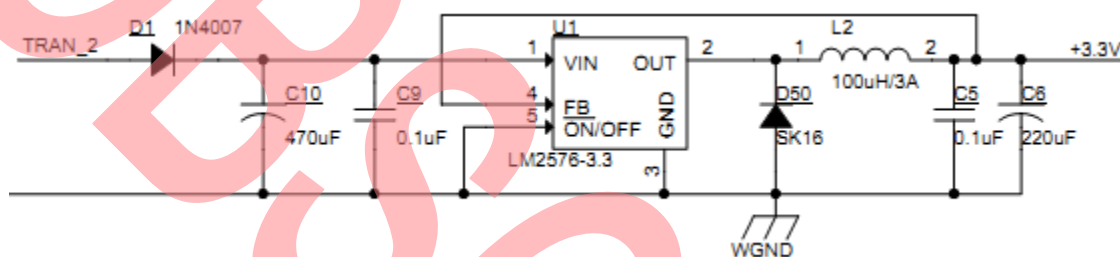 D1 1N4007
TRAN_2
U1
L2
1
VIN
OUT
2
1
2
+3.3V
100uH/3A
C10
C9
4
FB
GND
D50
C5
C6
5
ON/OFF
470uF
0.1uF
SK16
0.1uF
220uF
LM2576-3.3
3
WGND